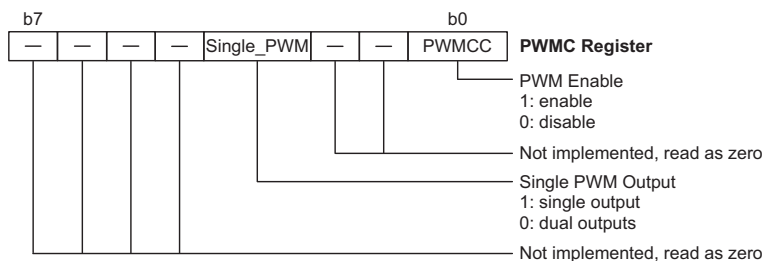 b7 b0
— — — — Single_PWM — — PWMCC PWMC Register
PWM Enable
1: enable
0: disable
Not implemented, read as zero
Single PWM Output
1: single output
0: dual outputs
Not implemented, read as zero